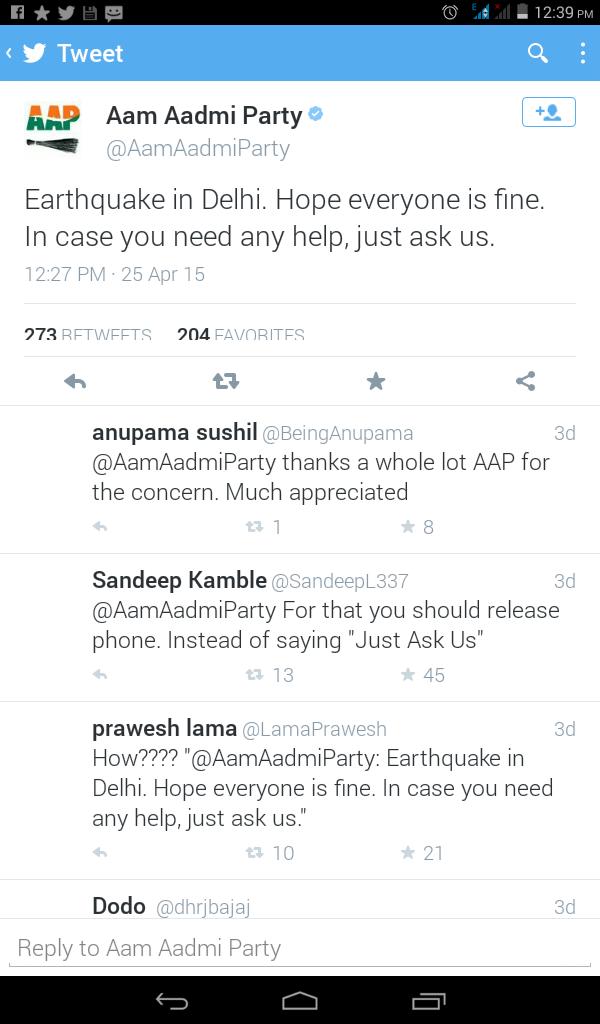 12:39 PM
Tweet
AAP
Aam Aadmi Party
@AamAadmiParty
Earthquake in Delhi. Hope everyone is fine.
In case you need any help, just ask us.
12:27 PM · 25 Apr 15
273 RETWEETS 204 FAVORITES
anupama sushil @BeingAnupama 3d
@AamAadmiParty thanks a whole lot AAP for
the concern. Much appreciated
1 8
Sandeep Kamble @SandeepL337 3d
@AamAadmiParty For that you should release
phone. Instead of saying "Just Ask Us"
13 45
prawesh lama @LamaPrawesh 3d
How???? "@AamAadmiParty: Earthquake in
Delhi. Hope everyone is fine. In case you need
any help, just ask us."
10 21
Dodo @dhrjbajaj 3d
Reply to Aam Aadmi Party